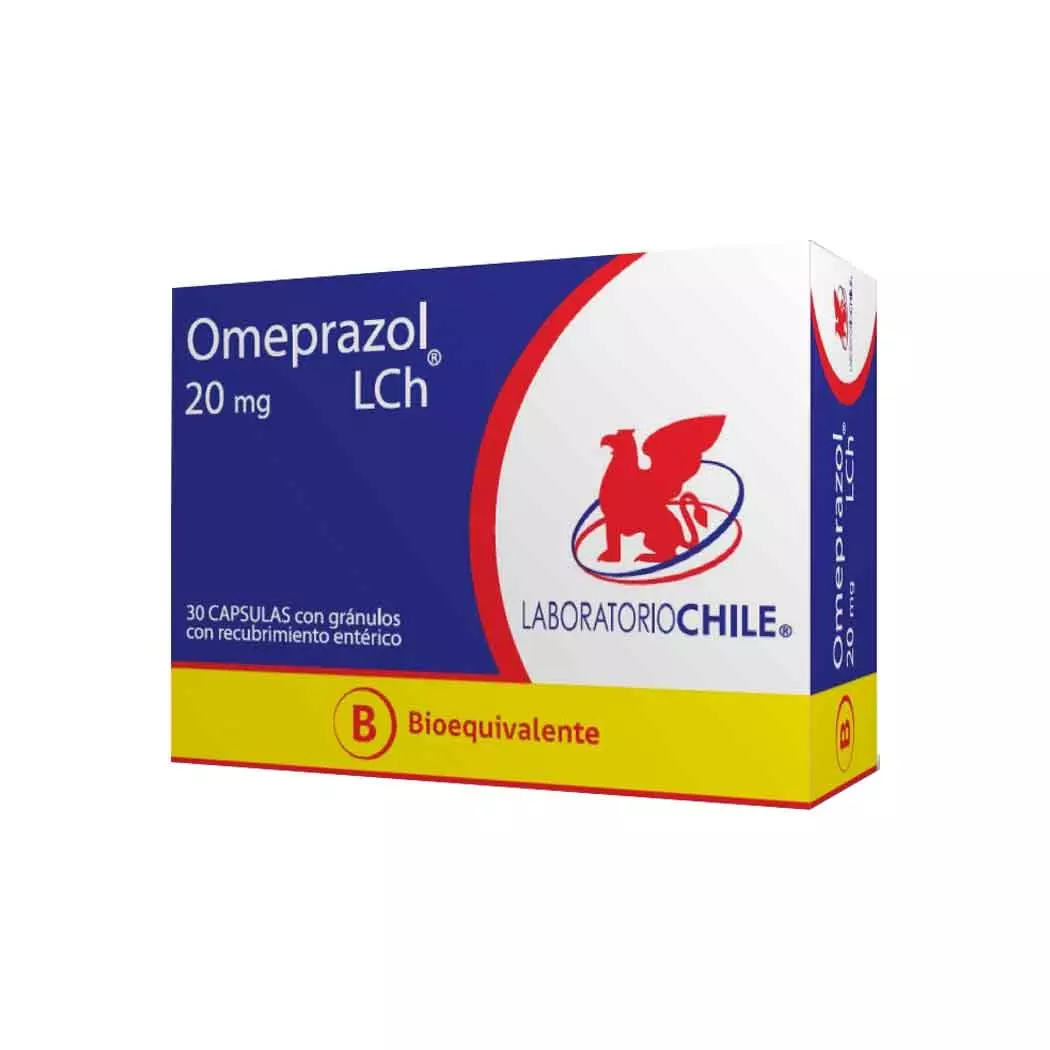 Omeprazol®
20 mg LCh
30 CAPSULAS con gránulos
con recubrimiento entérico
LABORATORIOCHILE®
B Bioequivalente
Omeprazol
20 mg LCh®
B